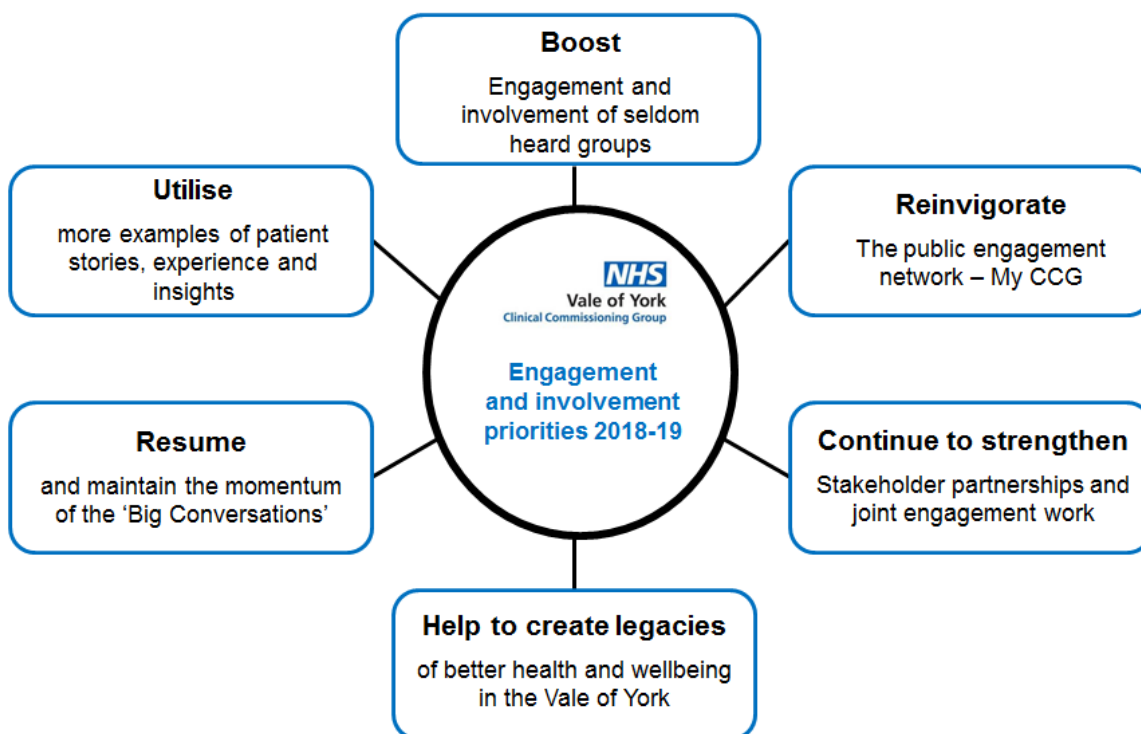 Boost
Engagement and
involvement of seldom
heard groups
Utilise
more examples of patient
stories, experience and
insights
Reinvigorate
The public engagement
network – My CCG
NHS
Vale of York
Clinical Commissioning Group
Engagement
and involvement
priorities 2018-19
Resume
and maintain the momentum
of the ‘Big Conversations’
Continue to strengthen
Stakeholder partnerships and
joint engagement work
Help to create legacies
of better health and wellbeing
in the Vale of York